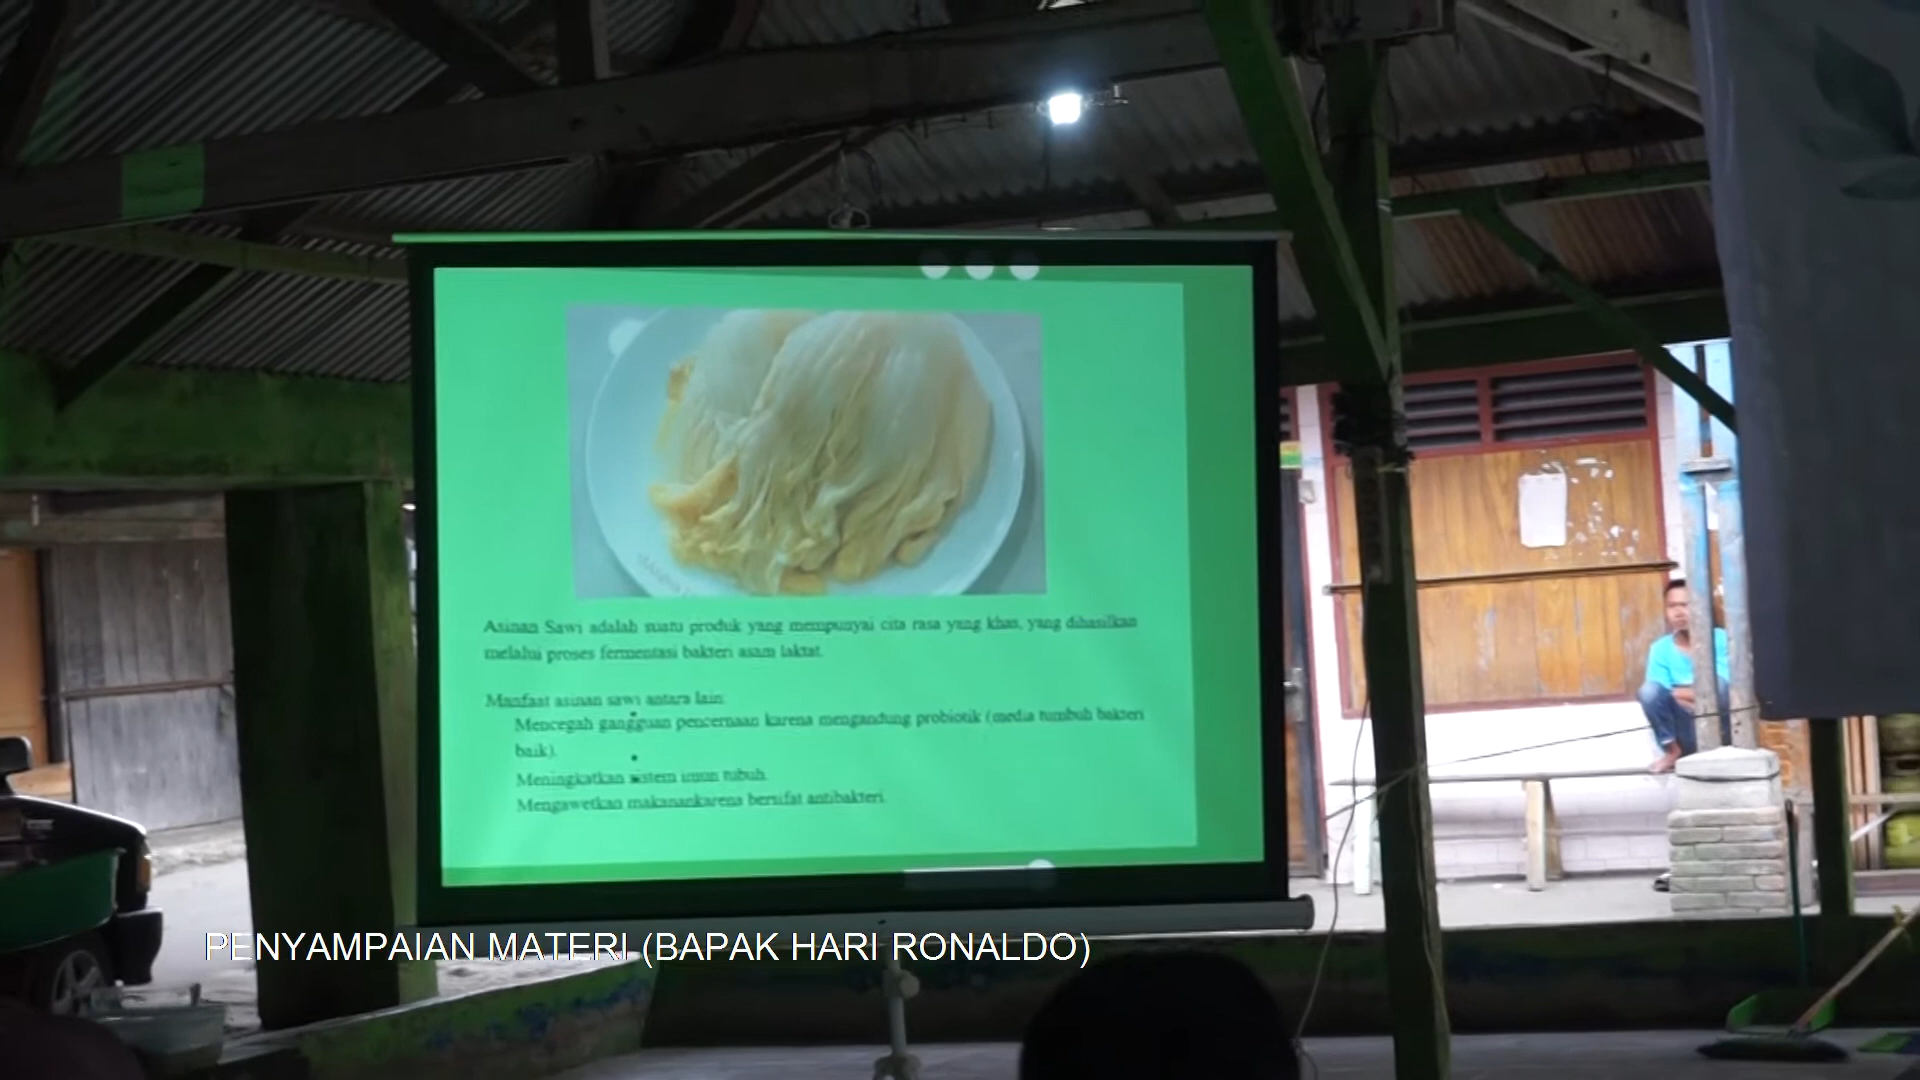 Asinan Sawi adalah suatu produk yang mempunyai cita rasa yang khas, yang dihasilkan
melalui proses fermentasi bakteri asam laktat.
Manfaat asinan sawi antara lain:
Mencegah gangguan pencernaan karena mengandung probiotik (media tumbuh bakteri
baik).
Meningkatkan sistem imun tubuh.
Mengawetkan makanankarena bersifat antibakteri.
PENYAMPAIAN MATERI (BAPAK HARI RONALDO)